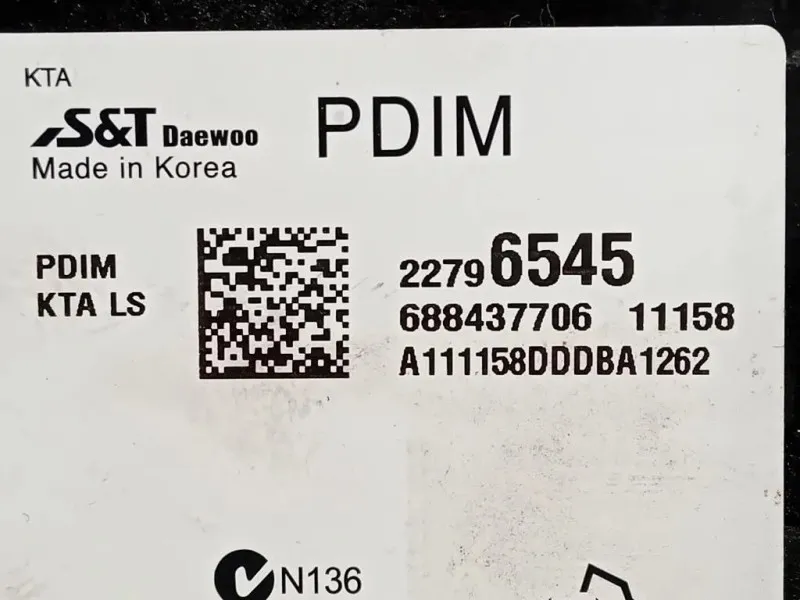 KTA
S&T Daewoo
Made in Korea
PDIM
PDIM
KTA LS
22796545
688437706 11158
A111158DDDBA1262
N136